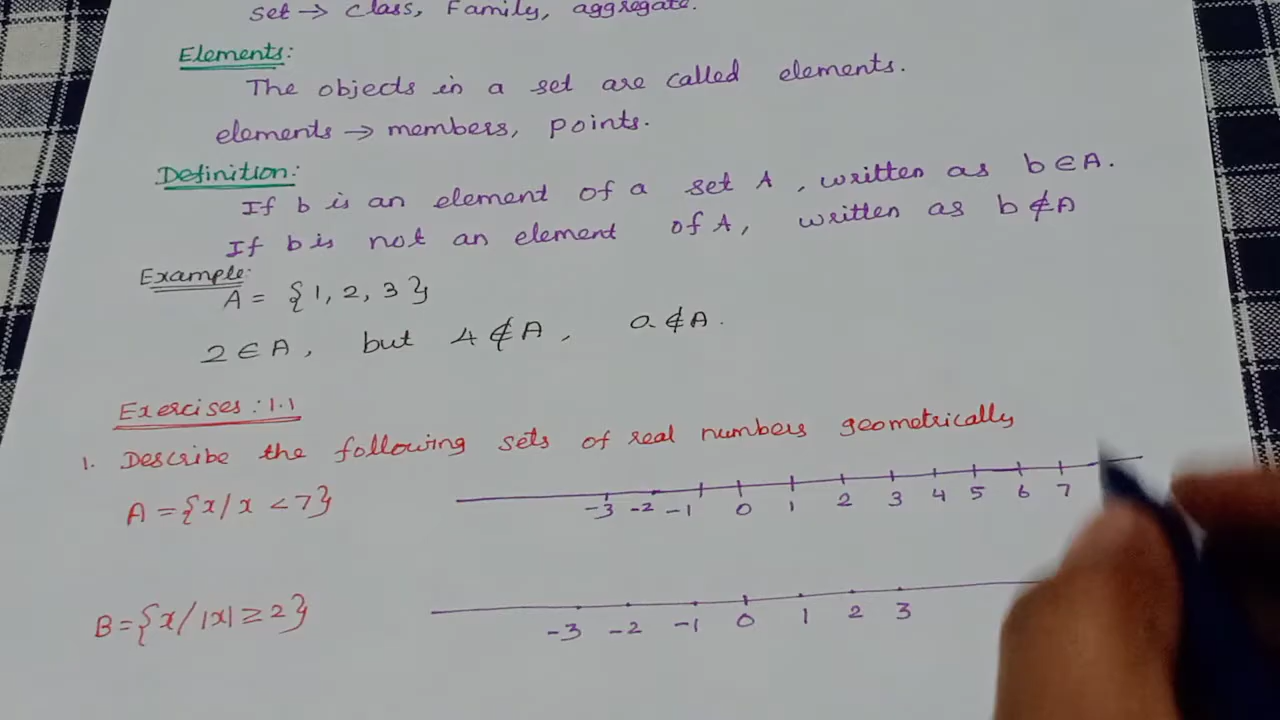 set → class, Family, aggregate.
Elements:
The objects in a set are called elements.
elements → members, points.
Definition:
If b is an element of a set A, written as b ∈ A.
If b is not an element of A, written as b ∉ A
Example:
A = {1, 2, 3}
2 ∈ A, but 4 ∉ A, 0 ∉ A.
Exercises: 1.1
1. Describe the following sets of real numbers geometrically
A = {x/x < 7}
-3 -2 -1 0 1 2 3 4 5 6 7
B = {x/|x| ≥ 2}
-3 -2 -1 0 1 2 3